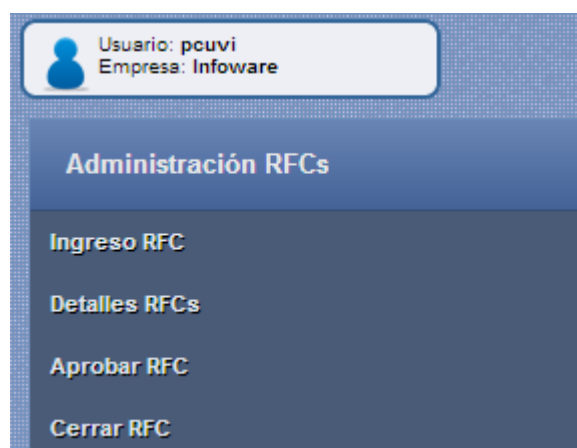 Usuario: pcuvi
Empresa: Infoware
Administración RFCs
Ingreso RFC
Detalles RFCs
Aprobar RFC
Cerrar RFC